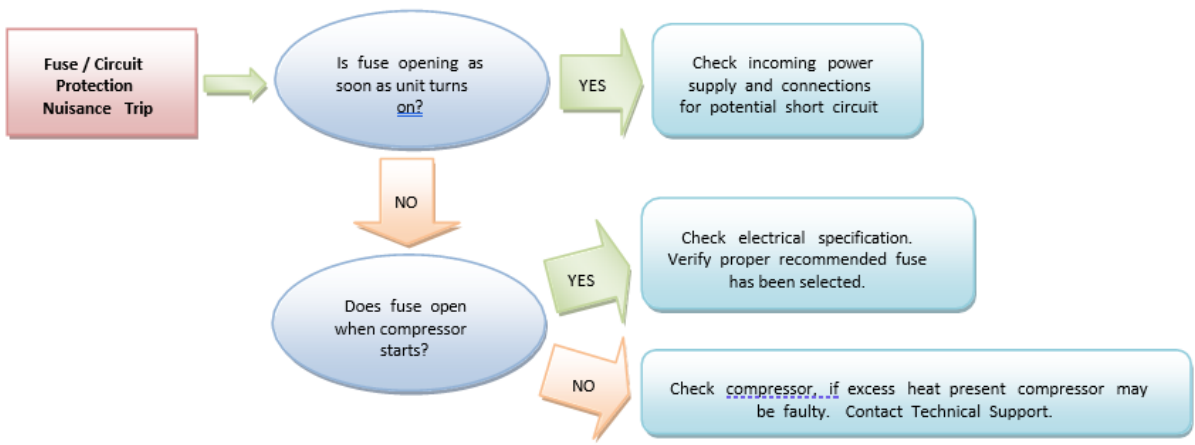 Fuse / Circuit
Protection
Nuisance Trip
Is fuse opening as
soon as unit turns
on?
YES
Check incoming power
supply and connections
for potential short circuit
NO
Does fuse open
when compressor
starts?
YES
Check electrical specification.
Verify proper recommended fuse
has been selected.
NO
Check compressor, if excess heat present compressor may
be faulty. Contact Technical Support.